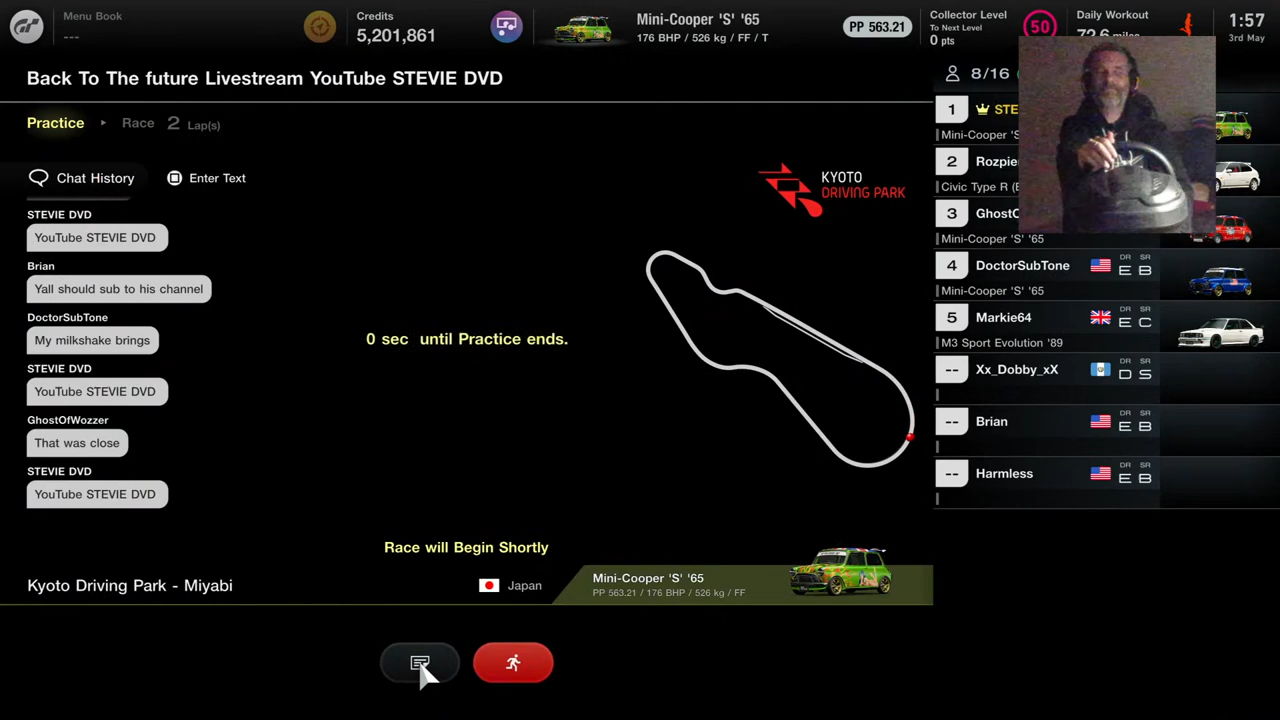 Menu Book
---
Credits
5,201,861
Mini-Cooper 'S' '65
176 BHP / 526 kg / FF / T
PP 563.21
Collector Level
To Next Level
0 pts
50
Daily Workout
72.6 miles
1:57
3rd May
Back To The future Livestream YouTube STEVIE DVD
Practice
Race 2 Lap(s)
Chat History
Enter Text
STEVIE DVD
YouTube STEVIE DVD
Brian
Yall should sub to his channel
DoctorSubTone
My milkshake brings
STEVIE DVD
YouTube STEVIE DVD
GhostOfWozzer
That was close
STEVIE DVD
YouTube STEVIE DVD
KYOTO
DRIVING PARK
0 sec until Practice ends.
Race will Begin Shortly
Kyoto Driving Park - Miyabi
Japan
Mini-Cooper 'S' '65
PP 563.21 / 176 BHP / 526 kg / FF
8/16
1 STE
Mini-Cooper 'S
2 Rozpie
Civic Type R (E
3 GhostO
Mini-Cooper 'S' '65
4 DoctorSubTone DR E SR B
Mini-Cooper 'S' '65
5 Markie64 DR E SR C
M3 Sport Evolution '89
-- Xx_Dobby_xX DR D SR S
-- Brian DR E SR B
-- Harmless DR E SR B